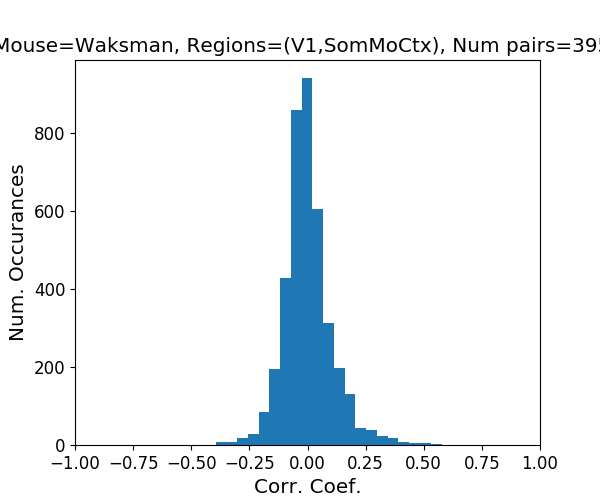 Mouse=Waksman, Regions=(V1,SomMoCtx), Num pairs=395
Num. Occurances
800
600
400
200
0
−1.00 −0.75 −0.50 −0.25 0.00 0.25 0.50 0.75 1.00
Corr. Coef.